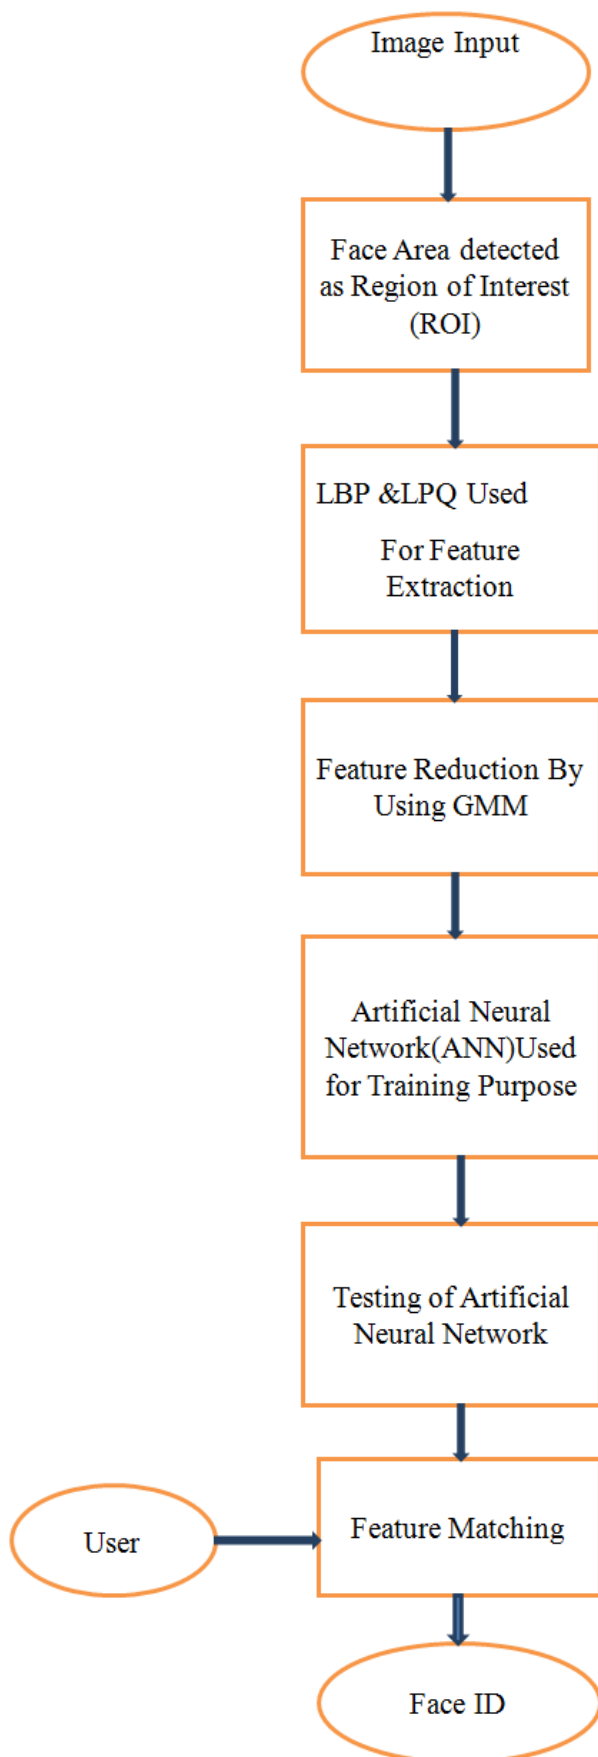 Image Input
Face Area detected
as Region of Interest
(ROI)
LBP &LPQ Used
For Feature
Extraction
Feature Reduction By
Using GMM
Artificial Neural
Network(ANN)Used
for Training Purpose
Testing of Artificial
Neural Network
Feature Matching
User
Face ID